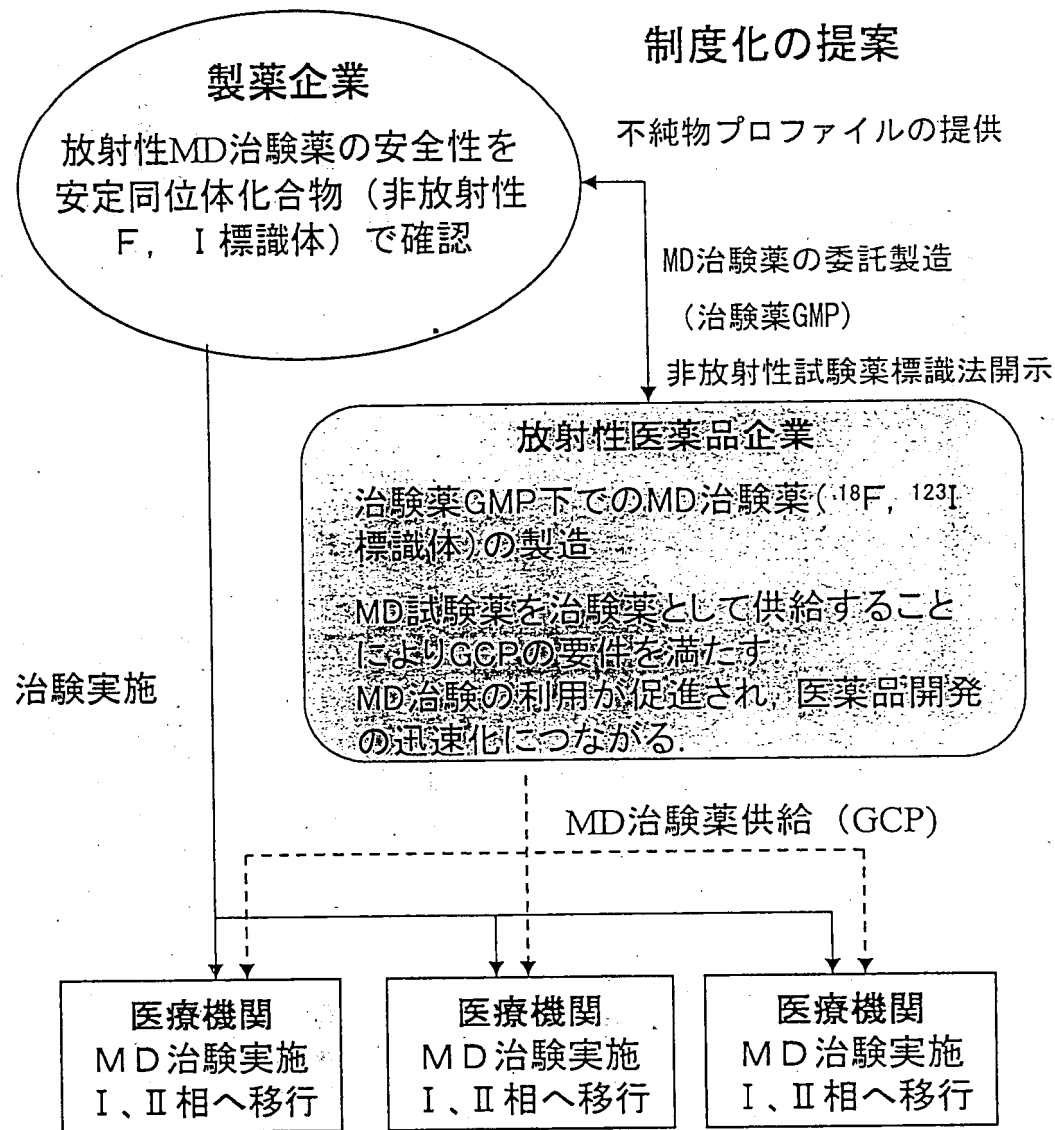 制度化の提案
製薬企業
放射性MD治験薬の安全性を
安定同位体化合物（非放射性
F, I標識体）で確認
不純物プロファイルの提供
MD治験薬の委託製造
（治験薬GMP）
非放射性試験薬標識法開示
放射性医薬品企業
治験薬GMP下でのMD治験薬(¹⁸F, ¹²³I
標識体)の製造
MD試験薬を治験薬として供給すること
によりGCPの要件を満たす
MD治験の利用が促進され, 医薬品開発
の迅速化につながる.
治験実施
MD治験薬供給（GCP）
医療機関
MD治験実施
I、II相へ移行
医療機関
MD治験実施
I、II相へ移行
医療機関
MD治験実施
I、II相へ移行